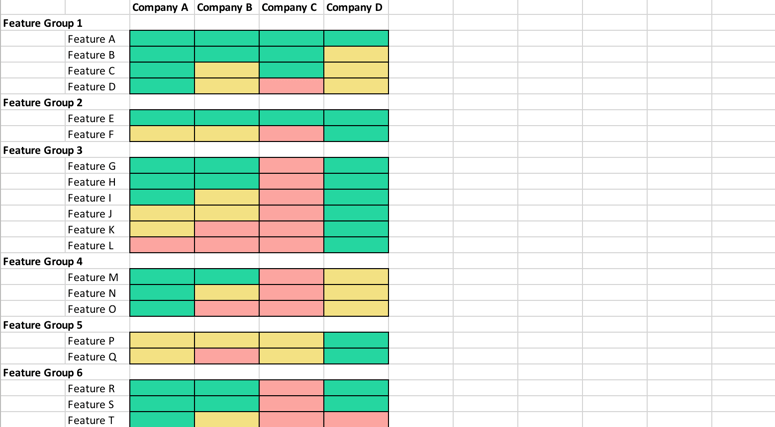 Company A Company B Company C Company D
Feature Group 1
Feature A
Feature B
Feature C
Feature D
Feature Group 2
Feature E
Feature F
Feature Group 3
Feature G
Feature H
Feature I
Feature J
Feature K
Feature L
Feature Group 4
Feature M
Feature N
Feature O
Feature Group 5
Feature P
Feature Q
Feature Group 6
Feature R
Feature S
Feature T